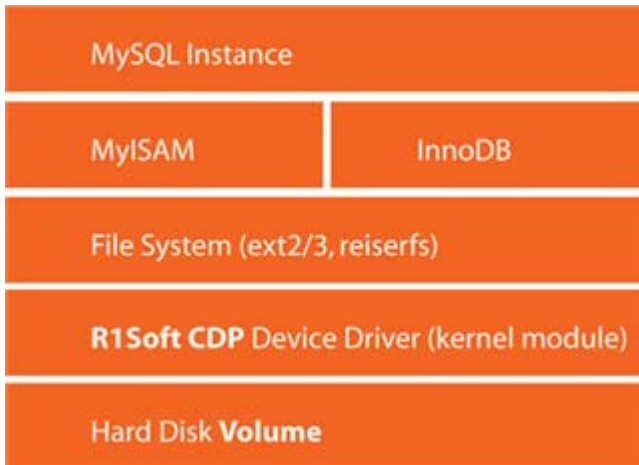 MySQL Instance
MyISAM
InnoDB
File System (ext2/3, reiserfs)
R1Soft CDP Device Driver (kernel module)
Hard Disk Volume